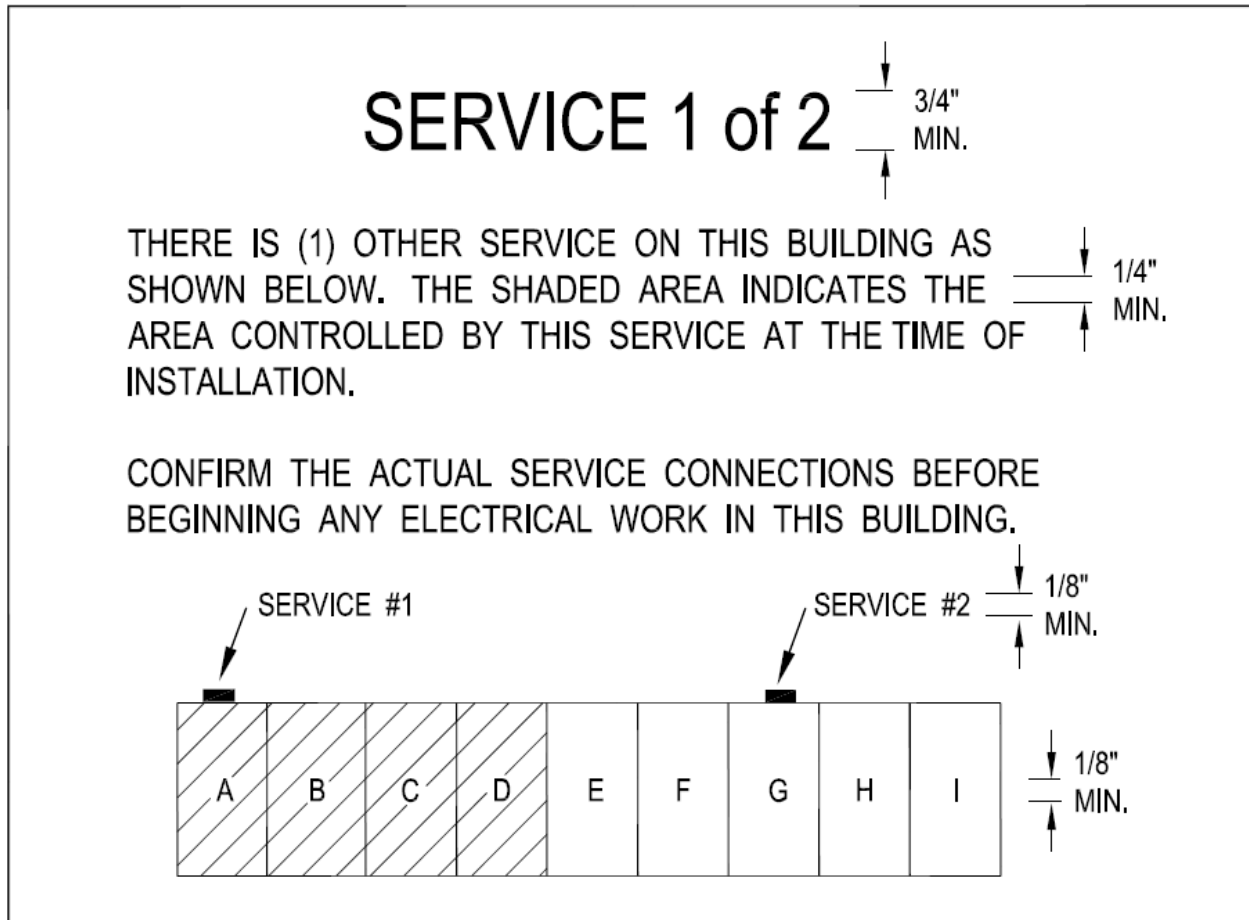 SERVICE 1 of 2
3/4"
MIN.
THERE IS (1) OTHER SERVICE ON THIS BUILDING AS
SHOWN BELOW. THE SHADED AREA INDICATES THE
AREA CONTROLLED BY THIS SERVICE AT THE TIME OF
INSTALLATION.
1/4"
MIN.
CONFIRM THE ACTUAL SERVICE CONNECTIONS BEFORE
BEGINNING ANY ELECTRICAL WORK IN THIS BUILDING.
SERVICE #1
SERVICE #2
1/8"
MIN.
A B C D E F G H I
1/8"
MIN.